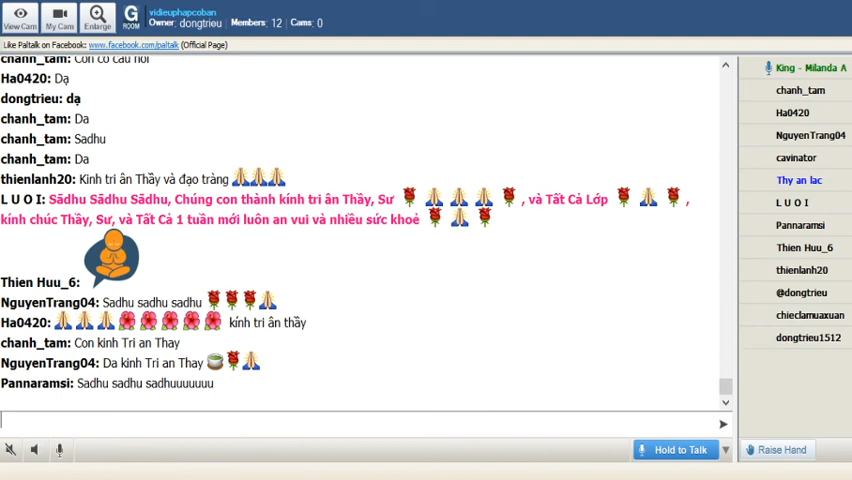 vidieuphapcoban
Owner: dongtrieu Members: 12 Cams: 0
View Cam My Cam Enlarge G ROOM
Like Paltalk on Facebook: www.facebook.com/paltalk (Official Page)
chanh_tam: Con co cau hoi
Ha0420: Dạ
dongtrieu: dạ
chanh_tam: Da
chanh_tam: Sadhu
chanh_tam: Da
thienlanh20: Kinh tri ân Thầy và đạo tràng 🙏🙏🙏
L U O I: Sādhu Sādhu Sādhu, Chúng con thành kính tri ân Thầy, Sư 🌹🙏🙏🙏🌹, và Tất Cả Lớp 🌹🙏🌹,
kính chúc Thầy, Sư, và Tất Cả 1 tuần mới luôn an vui và nhiều sức khoẻ 🌹🙏🌹
Thien Huu_6:
NguyenTrang04: Sadhu sadhu sadhu 🌹🌹🌹🙏
Ha0420: 🙏🙏🙏🌺🌺🌺🌺🌺 kính tri ân thầy
chanh_tam: Con kinh Tri an Thay
NguyenTrang04: Da kinh Tri an Thay 🍵🌹🙏
Pannaramsi: Sadhu sadhu sadhuuuuuuu
Hold to Talk
King - Milanda A
chanh_tam
Ha0420
NguyenTrang04
cavinator
Thy an lac
L U O I
Pannaramsi
Thien Huu_6
thienlanh20
@dongtrieu
chieclamuaxuan
dongtrieu1512
Raise Hand